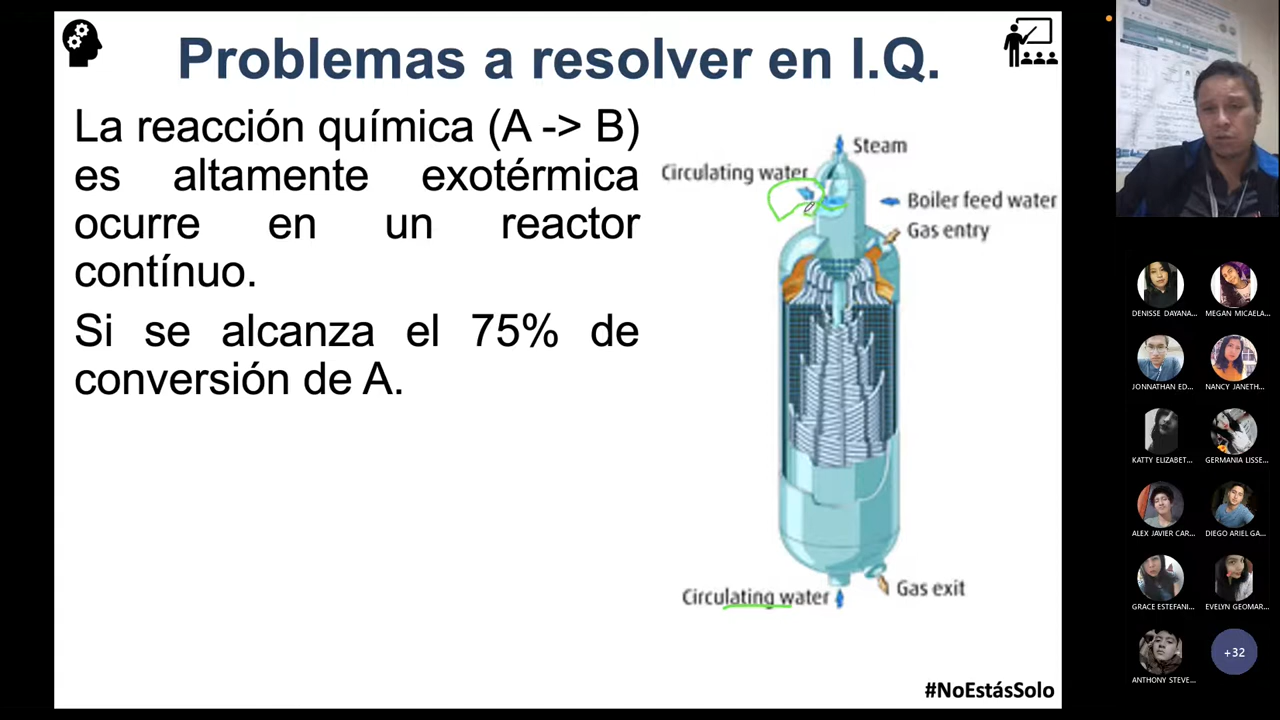 Problemas a resolver en I.Q.
La reacción química (A -> B)
es altamente exotérmica
ocurre en un reactor
contínuo.
Si se alcanza el 75% de
conversión de A.
Steam
Circulating water
Boiler feed water
Gas entry
Gas exit
Circulating water
#NoEstásSolo
DENISSE DAYANA...
MEGAN MICAELA...
JONNATHAN ED...
NANCY JANETH...
KATTY ELIZABET...
GERMANIA LISSE...
ALEX JAVIER CAR...
DIEGO ARIEL GA...
GRACE ESTEFANI...
EVELYN GEOMAR...
ANTHONY STEVE...
+32